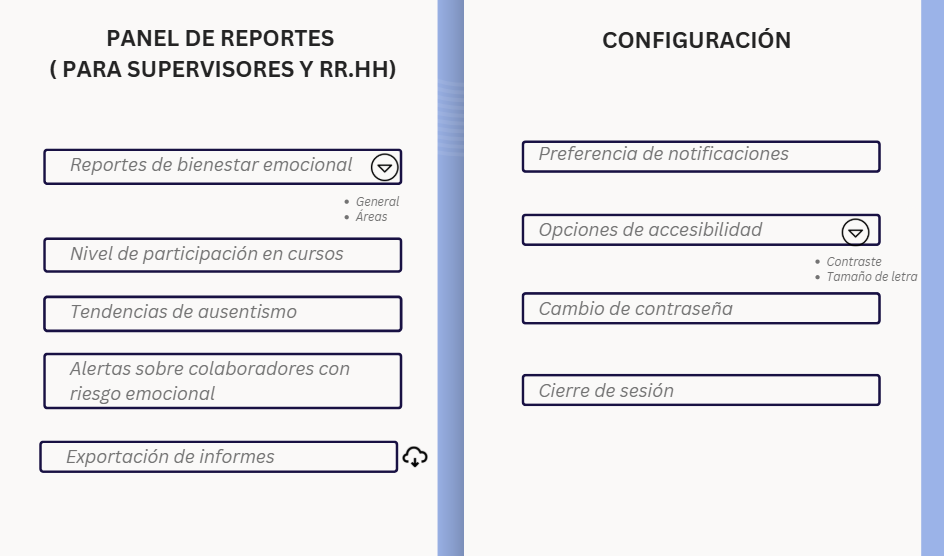 PANEL DE REPORTES
( PARA SUPERVISORES Y RR.HH)
Reportes de bienestar emocional
• General
• Áreas
Nivel de participación en cursos
Tendencias de ausentismo
Alertas sobre colaboradores con
riesgo emocional
Exportación de informes
CONFIGURACIÓN
Preferencia de notificaciones
Opciones de accesibilidad
• Contraste
• Tamaño de letra
Cambio de contraseña
Cierre de sesión